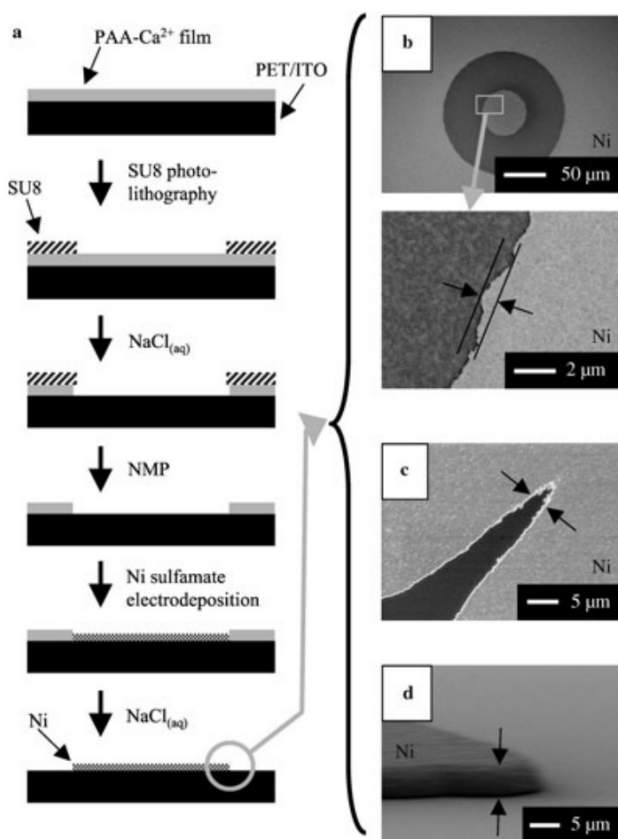 a
PAA-Ca²⁺ film
PET/ITO
SU8 photo-
lithography
SU8
NaCl₍ₐq₎
NMP
Ni sulfamate
electrodeposition
NaCl₍ₐq₎
Ni
b
Ni
50 μm
Ni
2 μm
c
Ni
5 μm
d
Ni
5 μm